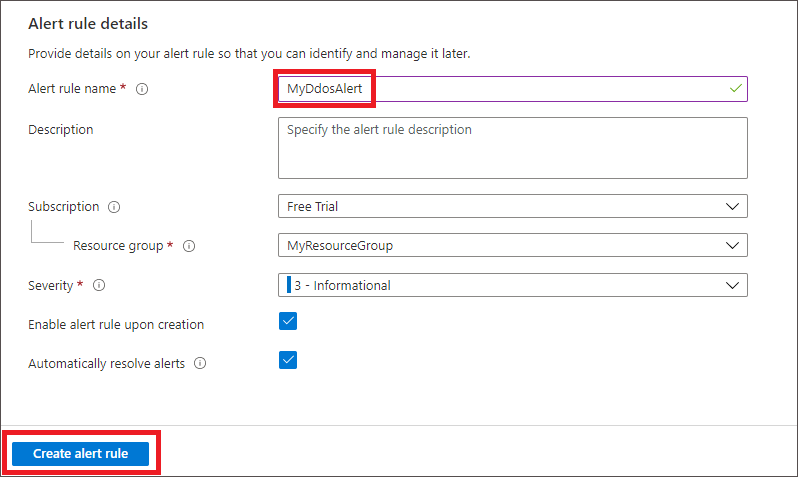 Alert rule details
Provide details on your alert rule so that you can identify and manage it later.
Alert rule name * MyDdosAlert
Description Specify the alert rule description
Subscription Free Trial
Resource group * MyResourceGroup
Severity * 3 - Informational
Enable alert rule upon creation
Automatically resolve alerts
Create alert rule